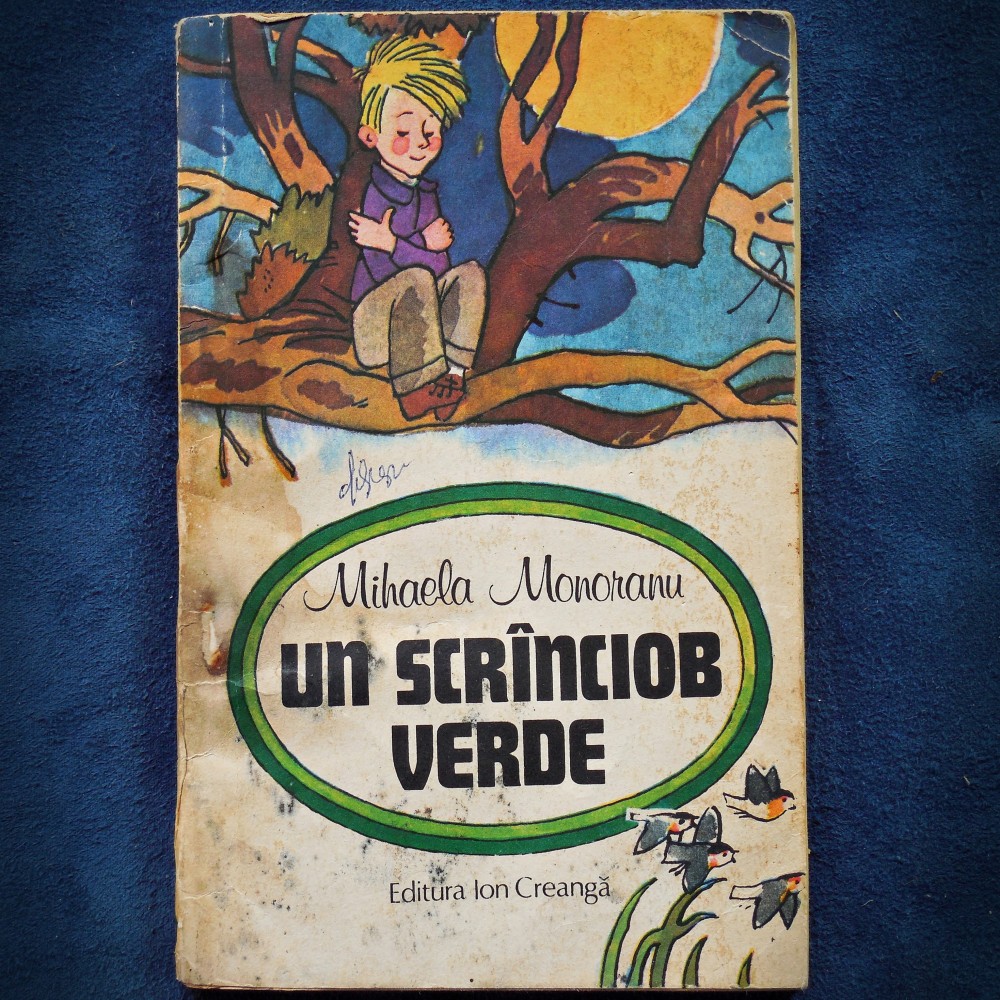 Mihaela Monoranu
UN SCRÎNCIOB
VERDE
Editura Ion Creangă